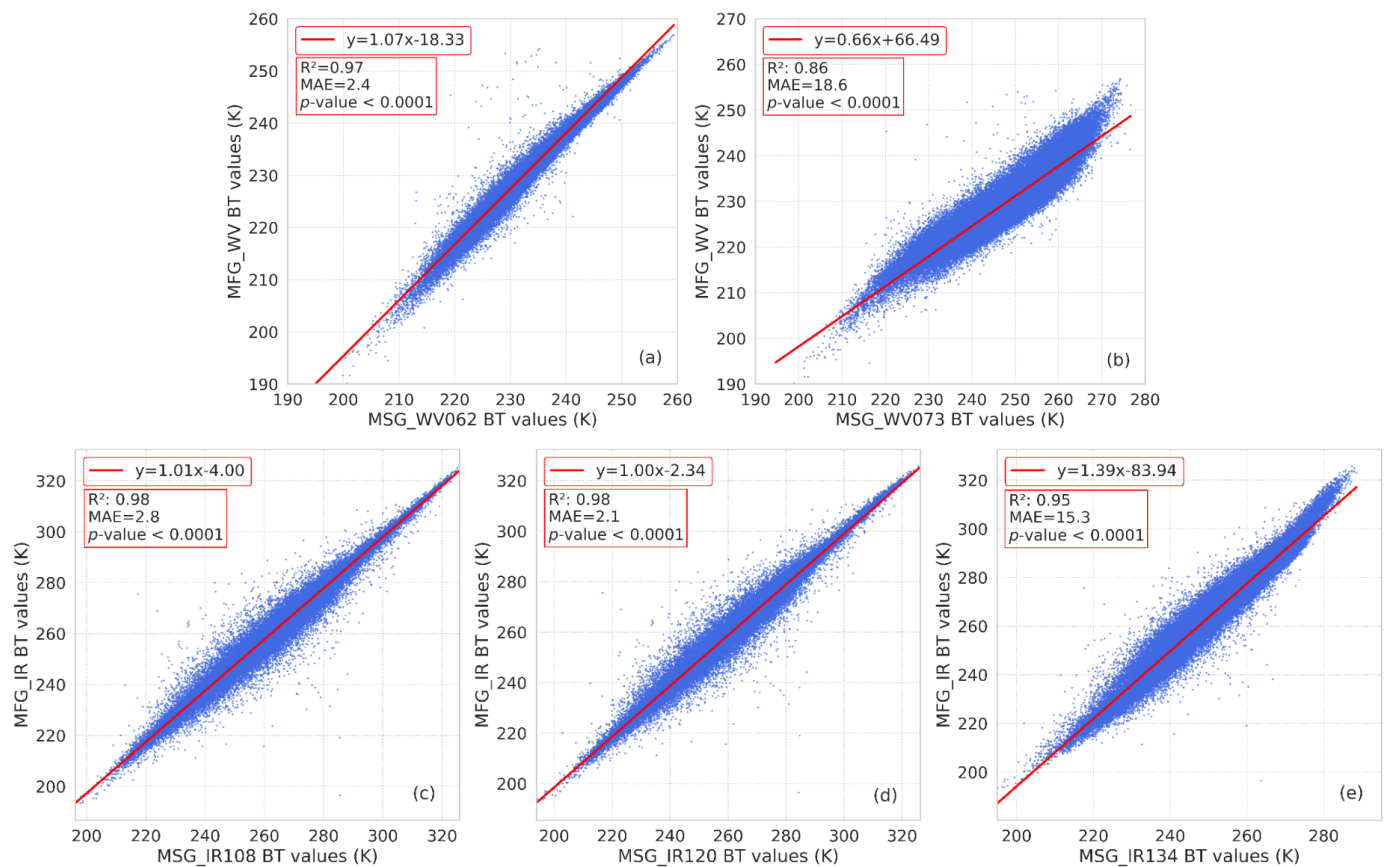 y=1.07x-18.33
R²=0.97
MAE=2.4
p-value < 0.0001
260
250
240
230
220
210
200
190
MFG_WV BT values (K)
(a)
190 200 210 220 230 240 250 260
MSG_WV062 BT values (K)
y=0.66x+66.49
R²: 0.86
MAE=18.6
p-value < 0.0001
270
260
250
240
230
220
210
200
190
MFG_WV BT values (K)
(b)
190 200 210 220 230 240 250 260 270 280
MSG_WV073 BT values (K)
y=1.01x-4.00
R²: 0.98
MAE=2.8
p-value < 0.0001
320
300
280
260
240
220
200
MFG_IR BT values (K)
(c)
200 220 240 260 280 300 320
MSG_IR108 BT values (K)
y=1.00x-2.34
R²: 0.98
MAE=2.1
p-value < 0.0001
320
300
280
260
240
220
200
MFG_IR BT values (K)
(d)
200 220 240 260 280 300 320
MSG_IR120 BT values (K)
y=1.39x-83.94
R²: 0.95
MAE=15.3
p-value < 0.0001
320
300
280
260
240
220
200
MFG_IR BT values (K)
(e)
200 220 240 260 280
MSG_IR134 BT values (K)